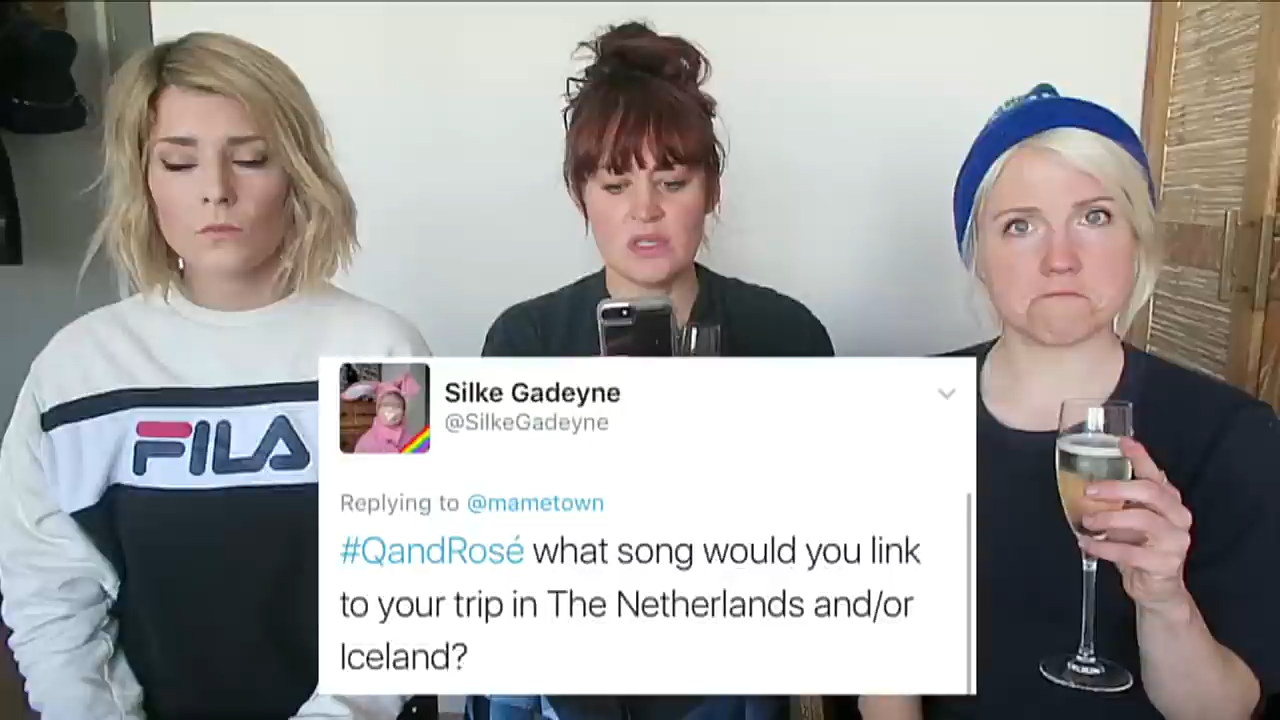 FILA
Silke Gadeyne
@SilkeGadeyne
Replying to @mametown
#QandRosé what song would you link
to your trip in The Netherlands and/or
Iceland?